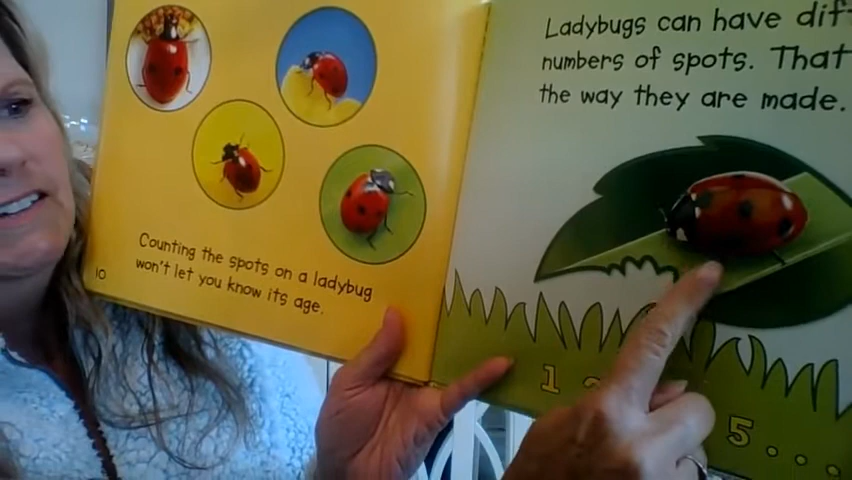 Counting the spots on a ladybug
won't let you know its age.
10
Ladybugs can have
numbers of spots. That
the way they are made.
1 2 5 . . .